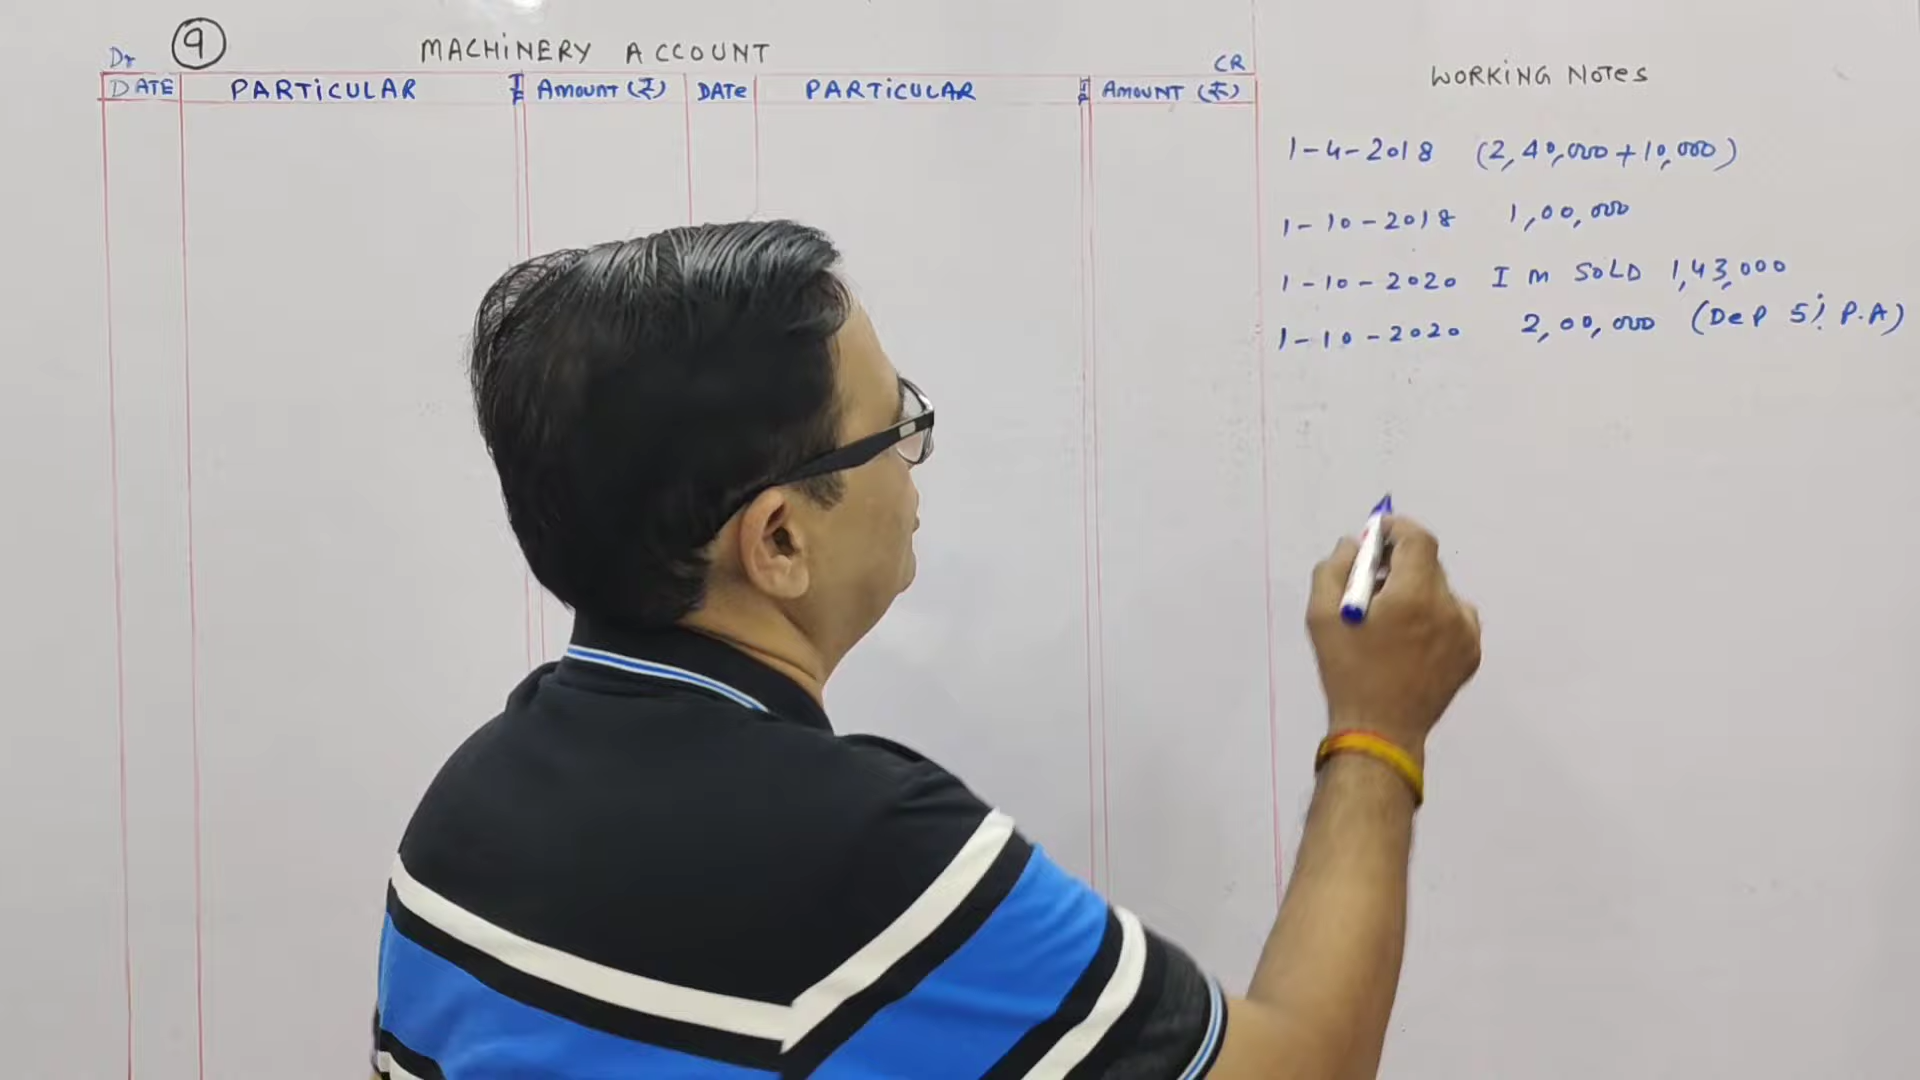 9
MACHINERY ACCOUNT
Dr
CR
DATE PARTICULAR Amount (₹) DATE PARTICULAR AMOUNT (₹)
WORKING NOTES
1-4-2018 (2,40,000+10,000)
1-10-2018 1,00,000
1-10-2020 I M SOLD 1,43,000
1-10-2020 2,00,000 (DEP 5% P.A)